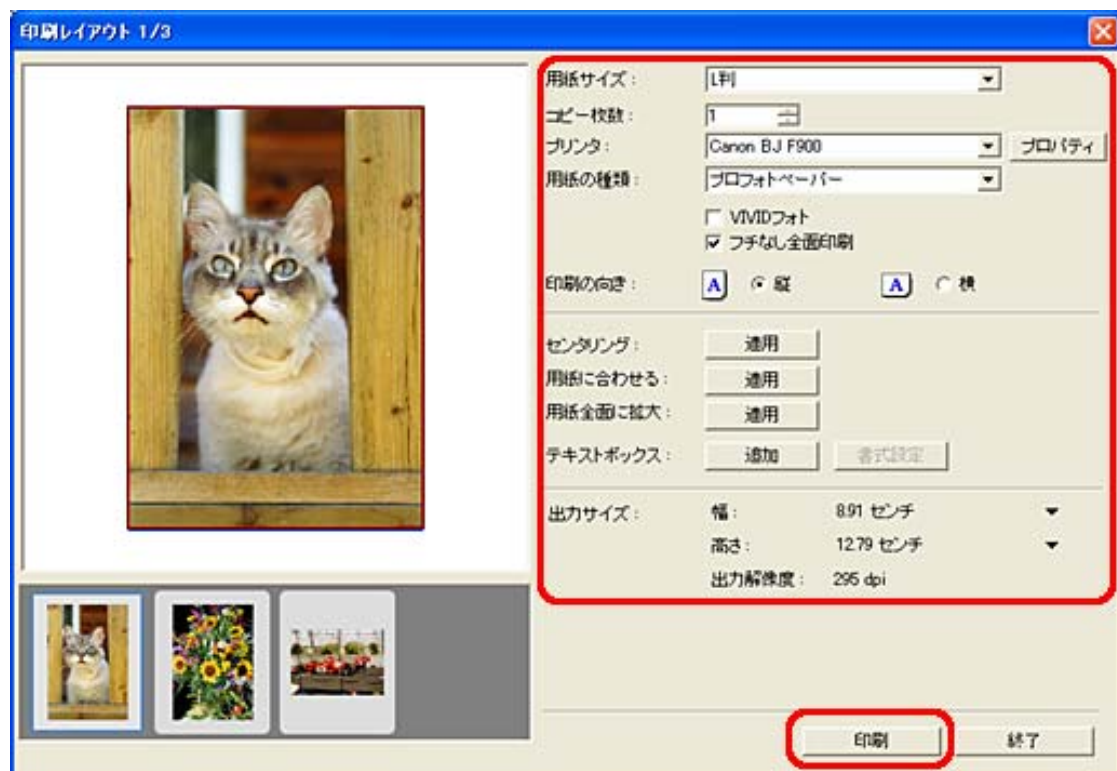 印刷レイアウト 1/3
用紙サイズ： L判
コピー枚数： 1
プリンタ： Canon BJ F900 プロパティ
用紙の種類： プロフォトペーパー
VIVIDフォト
フチなし全面印刷
印刷の向き： A 縦 A 横
センタリング： 適用
用紙に合わせる： 適用
用紙全面に拡大： 適用
テキストボックス： 追加 書式設定
出力サイズ： 幅： 8.91 センチ
高さ： 12.79 センチ
出力解像度： 295 dpi
印刷 終了